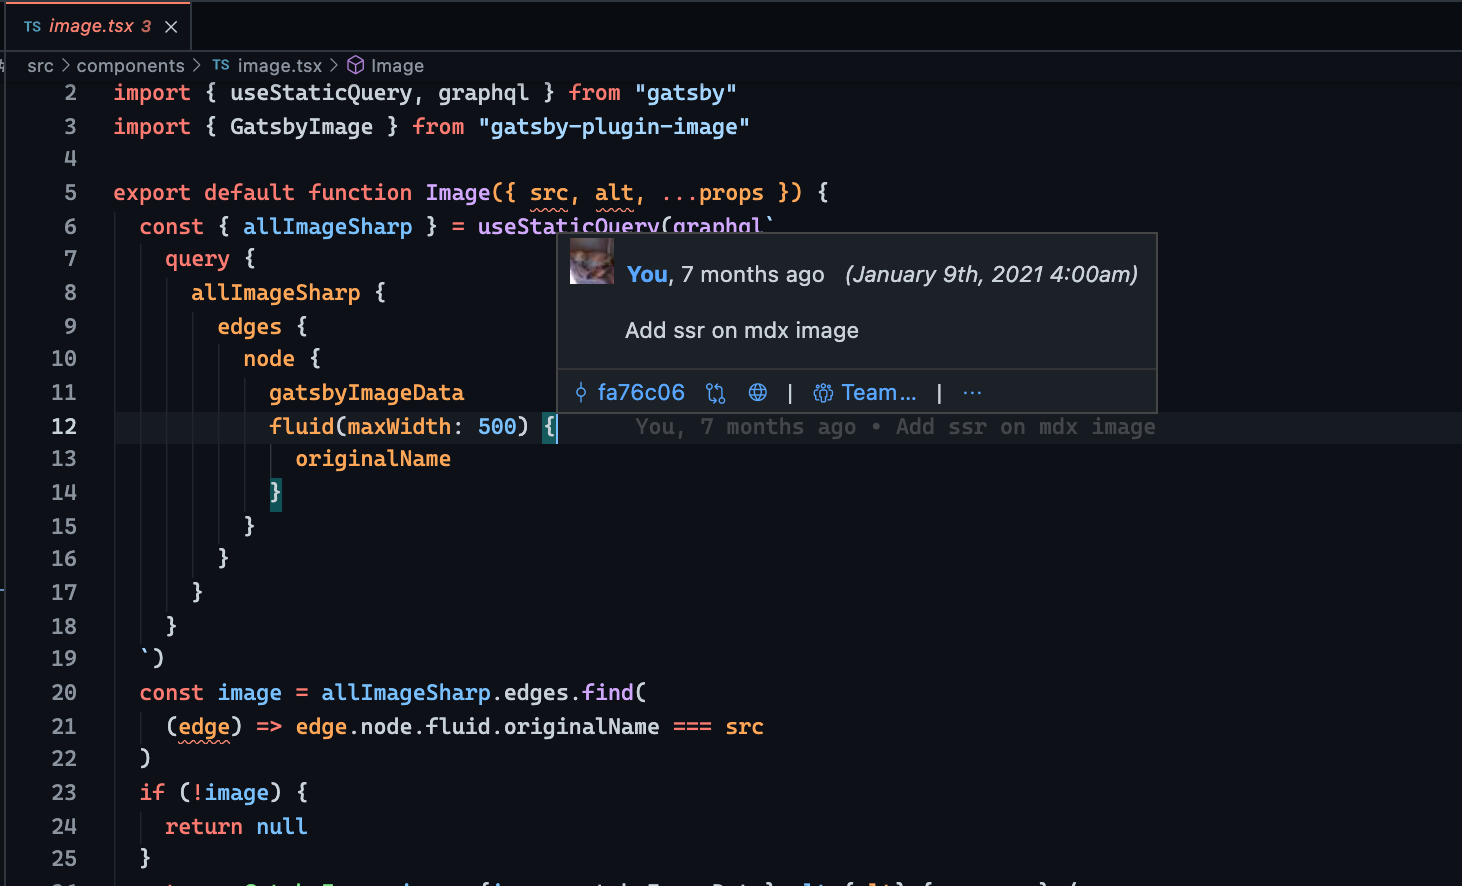 TS image.tsx 3 ×
src > components > TS image.tsx > Image
2 import { useStaticQuery, graphql } from "gatsby"
3 import { GatsbyImage } from "gatsby-plugin-image"
4
5 export default function Image({ src, alt, ...props }) {
6 const { allImageSharp } = useStaticQuery(graphql`
7 query {
You, 7 months ago (January 9th, 2021 4:00am)
8 allImageSharp {
9 edges {
Add ssr on mdx image
10 node {
11 gatsbyImageData
fa76c06 | Team... | ...
12 fluid(maxWidth: 500) { You, 7 months ago • Add ssr on mdx image
13 originalName
14 }
15 }
16 }
17 }
18 }
19 `)
20 const image = allImageSharp.edges.find(
21 (edge) => edge.node.fluid.originalName === src
22 )
23 if (!image) {
24 return null
25 }